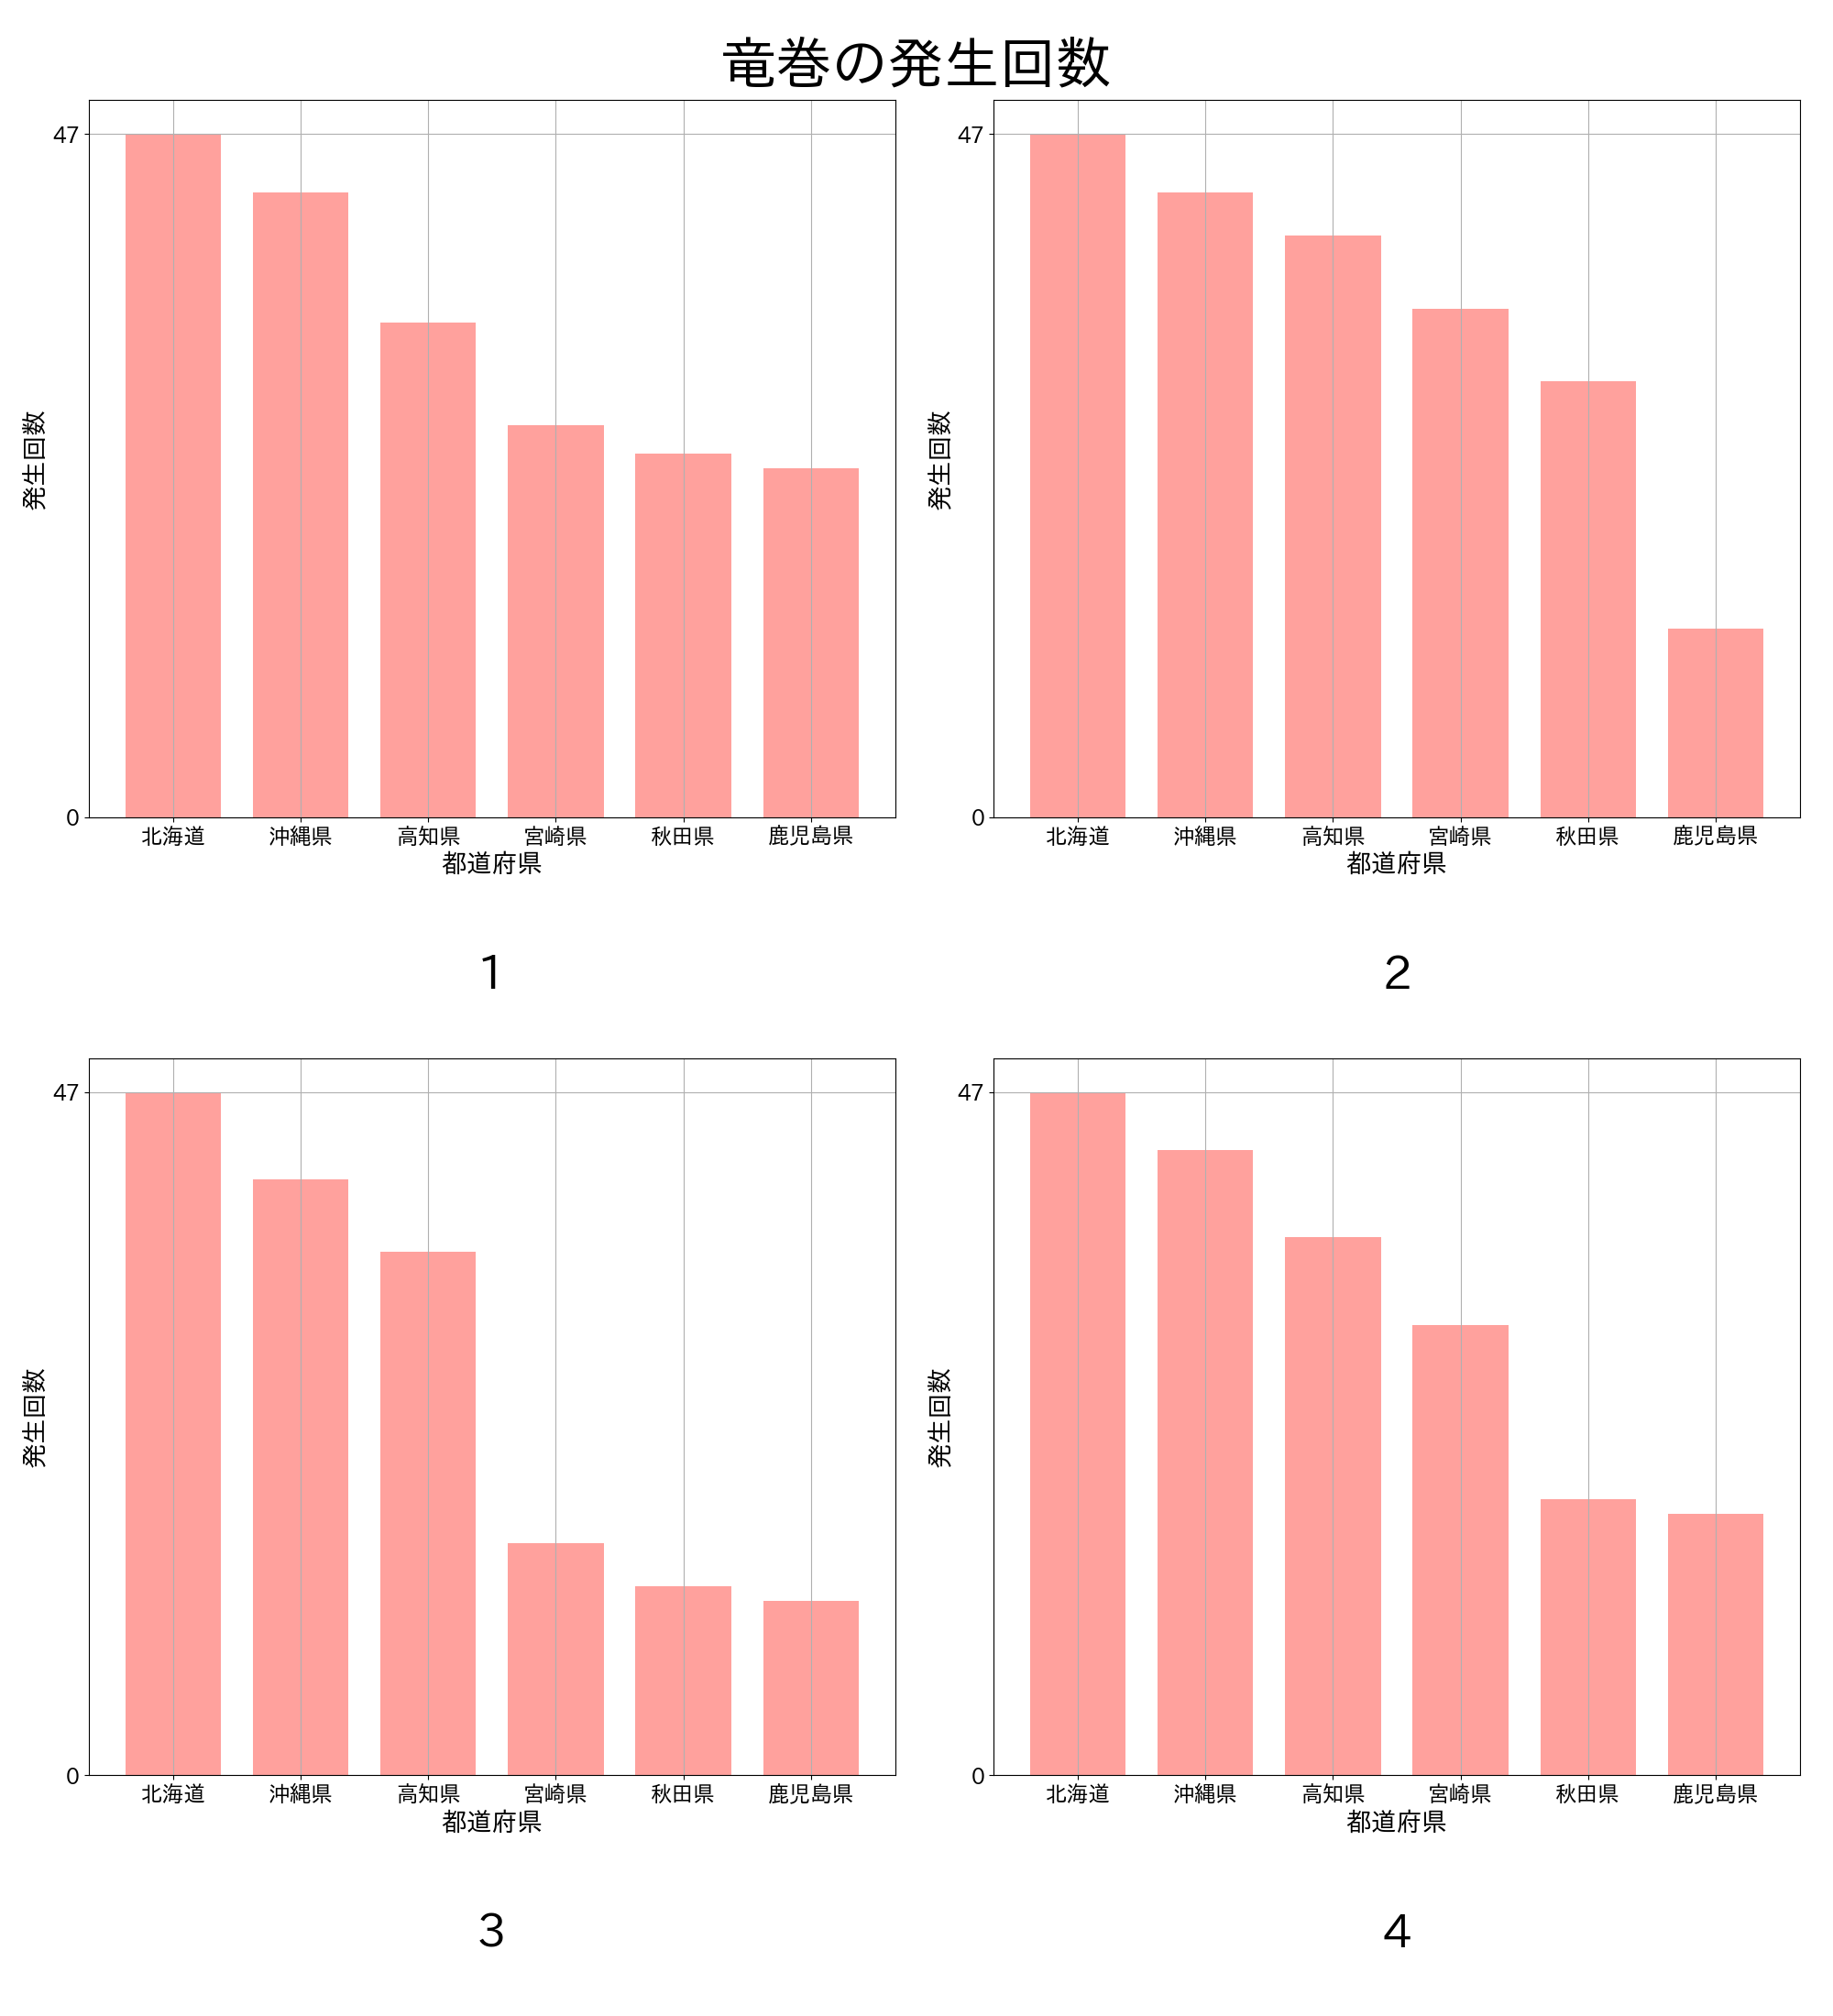 竜巻の発生回数
47
0
発生回数
北海道 沖縄県 高知県 宮崎県 秋田県 鹿児島県
都道府県
1
47
0
発生回数
北海道 沖縄県 高知県 宮崎県 秋田県 鹿児島県
都道府県
2
47
0
発生回数
北海道 沖縄県 高知県 宮崎県 秋田県 鹿児島県
都道府県
3
47
0
発生回数
北海道 沖縄県 高知県 宮崎県 秋田県 鹿児島県
都道府県
4